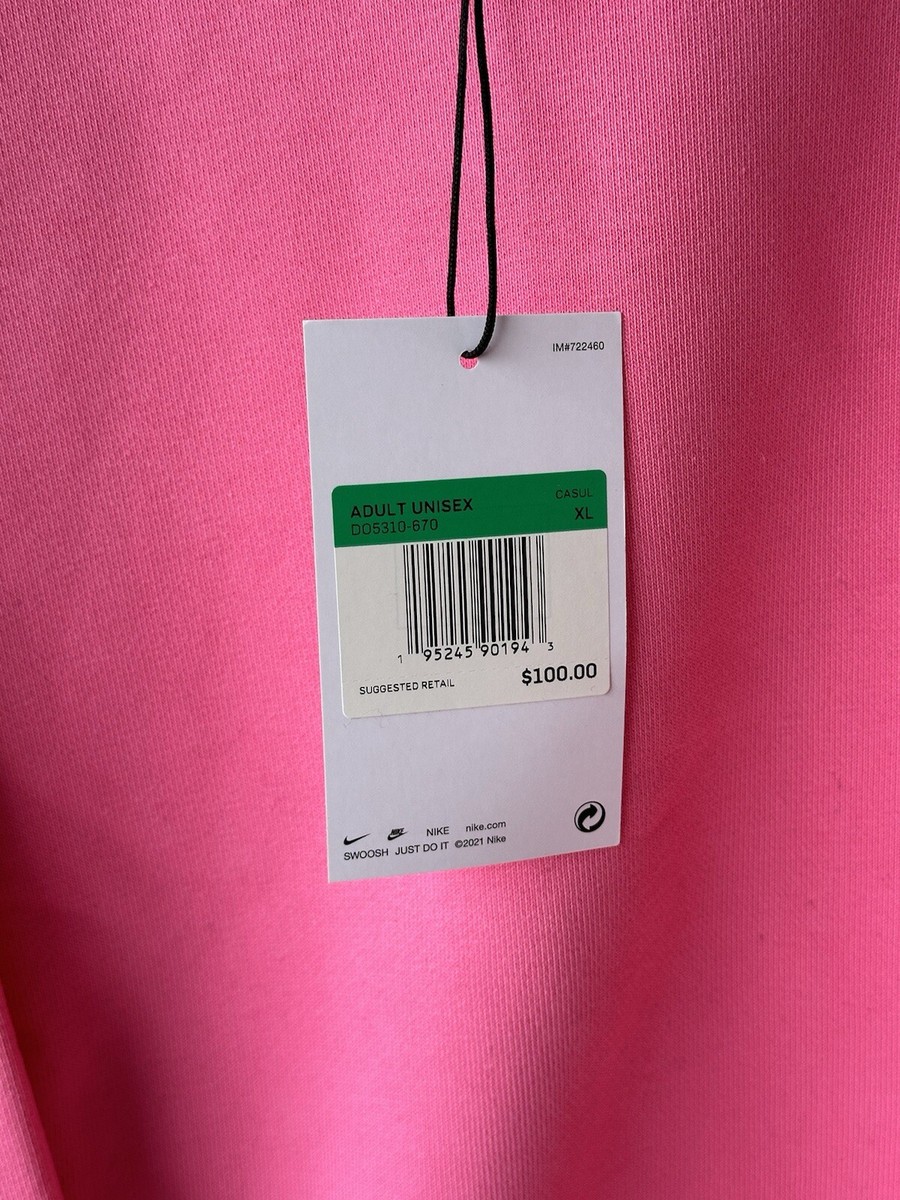 IM#722460
ADULT UNISEX CASUL
DO5310-670 XL
1 95245 90194 3
SUGGESTED RETAIL $100.00
NIKE NIKE nike.com
SWOOSH JUST DO IT ©2021 Nike